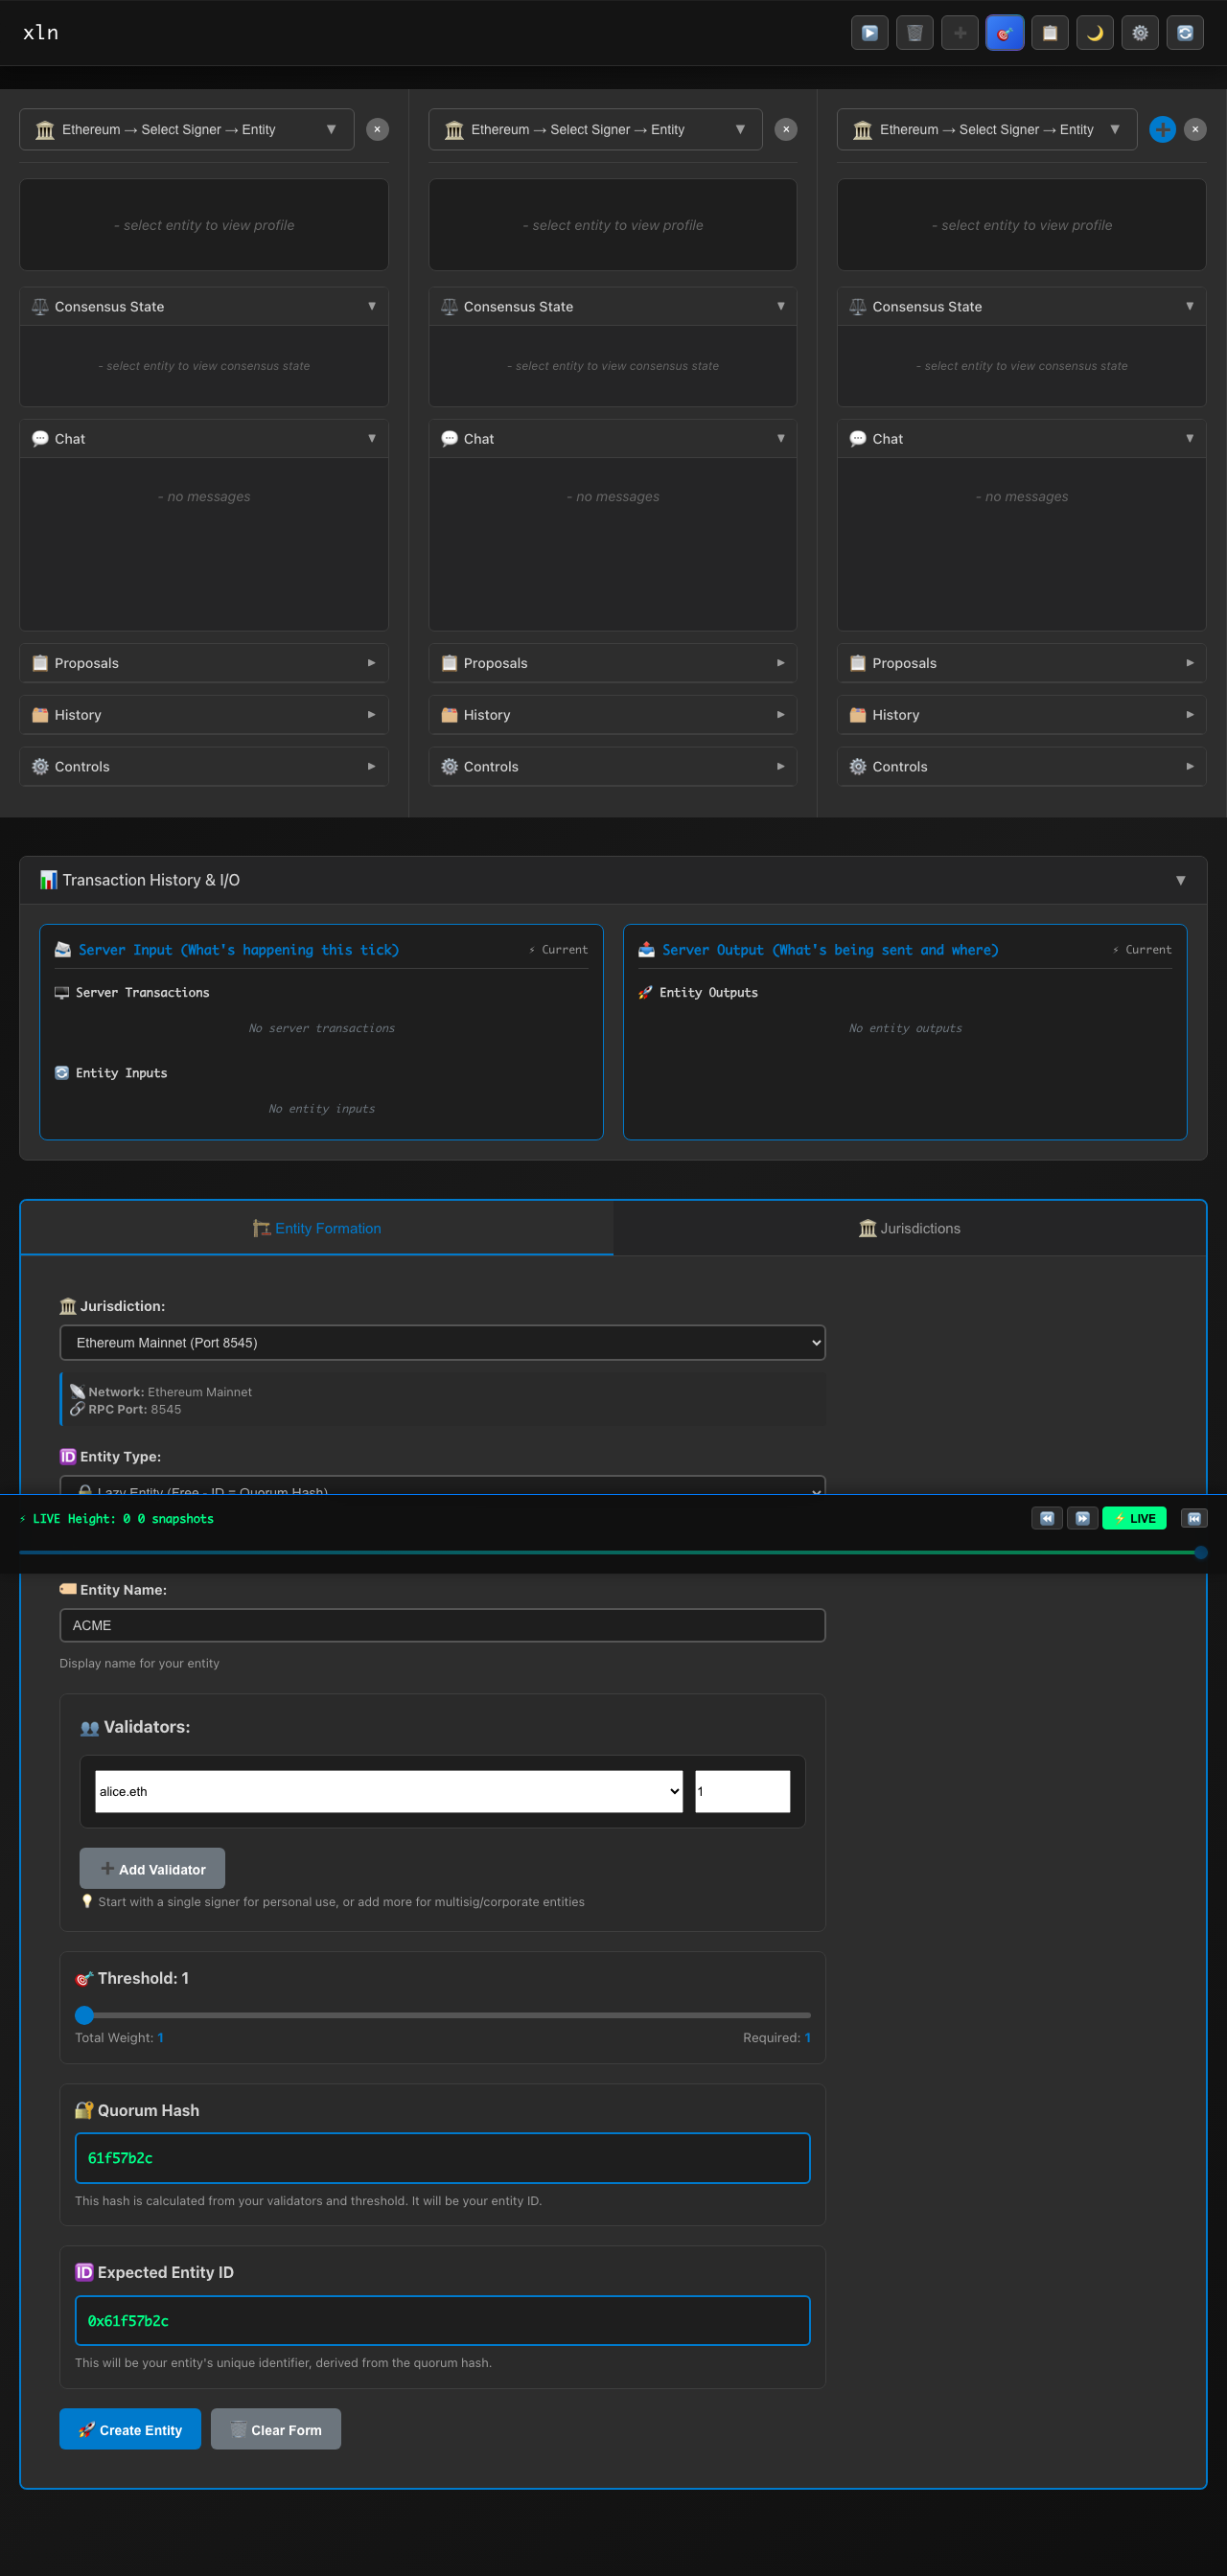 xln
Ethereum → Select Signer → Entity ▼ ×
- select entity to view profile
⚖️ Consensus State ▼
- select entity to view consensus state
💬 Chat ▼
- no messages
📋 Proposals ▶
🗂️ History ▶
⚙️ Controls ▶
Ethereum → Select Signer → Entity ▼ ×
- select entity to view profile
⚖️ Consensus State ▼
- select entity to view consensus state
💬 Chat ▼
- no messages
📋 Proposals ▶
🗂️ History ▶
⚙️ Controls ▶
Ethereum → Select Signer → Entity ▼ ➕ ×
- select entity to view profile
⚖️ Consensus State ▼
- select entity to view consensus state
💬 Chat ▼
- no messages
📋 Proposals ▶
🗂️ History ▶
⚙️ Controls ▶
📊 Transaction History & I/O ▼
📨 Server Input (What's happening this tick) ⚡ Current
🖥️ Server Transactions
No server transactions
🔄 Entity Inputs
No entity inputs
📤 Server Output (What's being sent and where) ⚡ Current
🚀 Entity Outputs
No entity outputs
🏗️ Entity Formation
🏛️ Jurisdictions
🏛️ Jurisdiction:
Ethereum Mainnet (Port 8545)
📡 Network: Ethereum Mainnet
🔗 RPC Port: 8545
🆔 Entity Type:
🔒 Lazy Entity (Free - ID = Quorum Hash)
⚡ LIVE Height: 0 0 snapshots
⚡ LIVE
🏷️ Entity Name:
ACME
Display name for your entity
👥 Validators:
alice.eth
1
➕ Add Validator
💡 Start with a single signer for personal use, or add more for multisig/corporate entities
🎯 Threshold: 1
Total Weight: 1
Required: 1
🔐 Quorum Hash
61f57b2c
This hash is calculated from your validators and threshold. It will be your entity ID.
🆔 Expected Entity ID
0x61f57b2c
This will be your entity's unique identifier, derived from the quorum hash.
🚀 Create Entity
🗑️ Clear Form